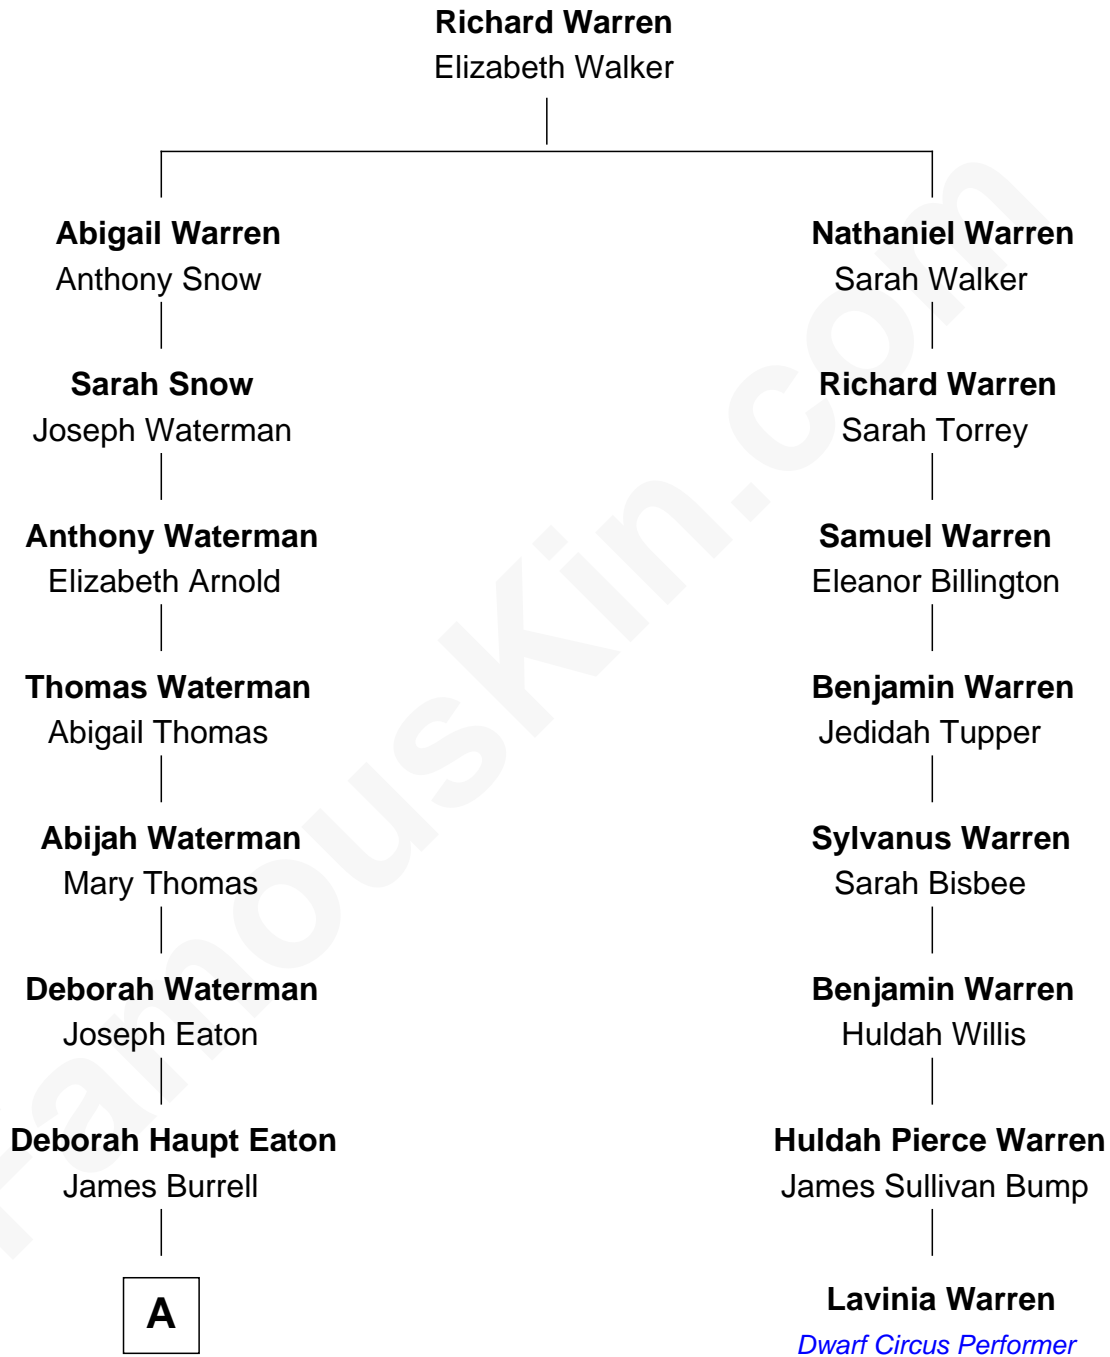 Richard Warren
Elizabeth Walker
Abigail Warren
Anthony Snow
Nathaniel Warren
Sarah Walker
Sarah Snow
Joseph Waterman
Richard Warren
Sarah Torrey
Anthony Waterman
Elizabeth Arnold
Samuel Warren
Eleanor Billington
Thomas Waterman
Abigail Thomas
Benjamin Warren
Jedidah Tupper
Abijah Waterman
Mary Thomas
Sylvanus Warren
Sarah Bisbee
Deborah Waterman
Joseph Eaton
Benjamin Warren
Huldah Willis
Deborah Haupt Eaton
James Burrell
Huldah Pierce Warren
James Sullivan Bump
A
Lavinia Warren
Dwarf Circus Performer
FamousKin.com